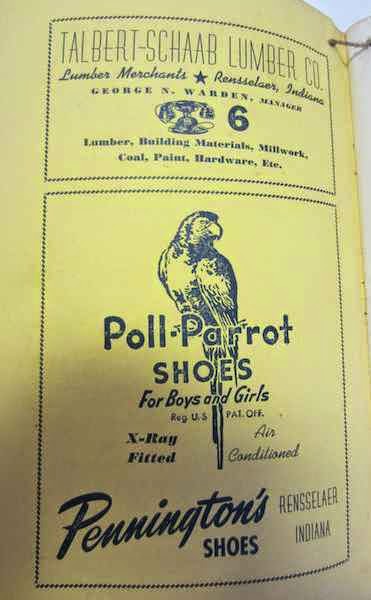 TALBERT-SCHAAB LUMBER CO.
Lumber Merchants ★ Rensselaer, Indiana
GEORGE N. WARDEN, MANAGER
6
Lumber, Building Materials, Millwork,
Coal, Paint, Hardware, Etc.
Poll-Parrot
SHOES
For Boys and Girls
Reg. U.S. PAT. OFF.
X-Ray
Fitted
Air
Conditioned
Pennington's
SHOES
RENSSELAER
INDIANA